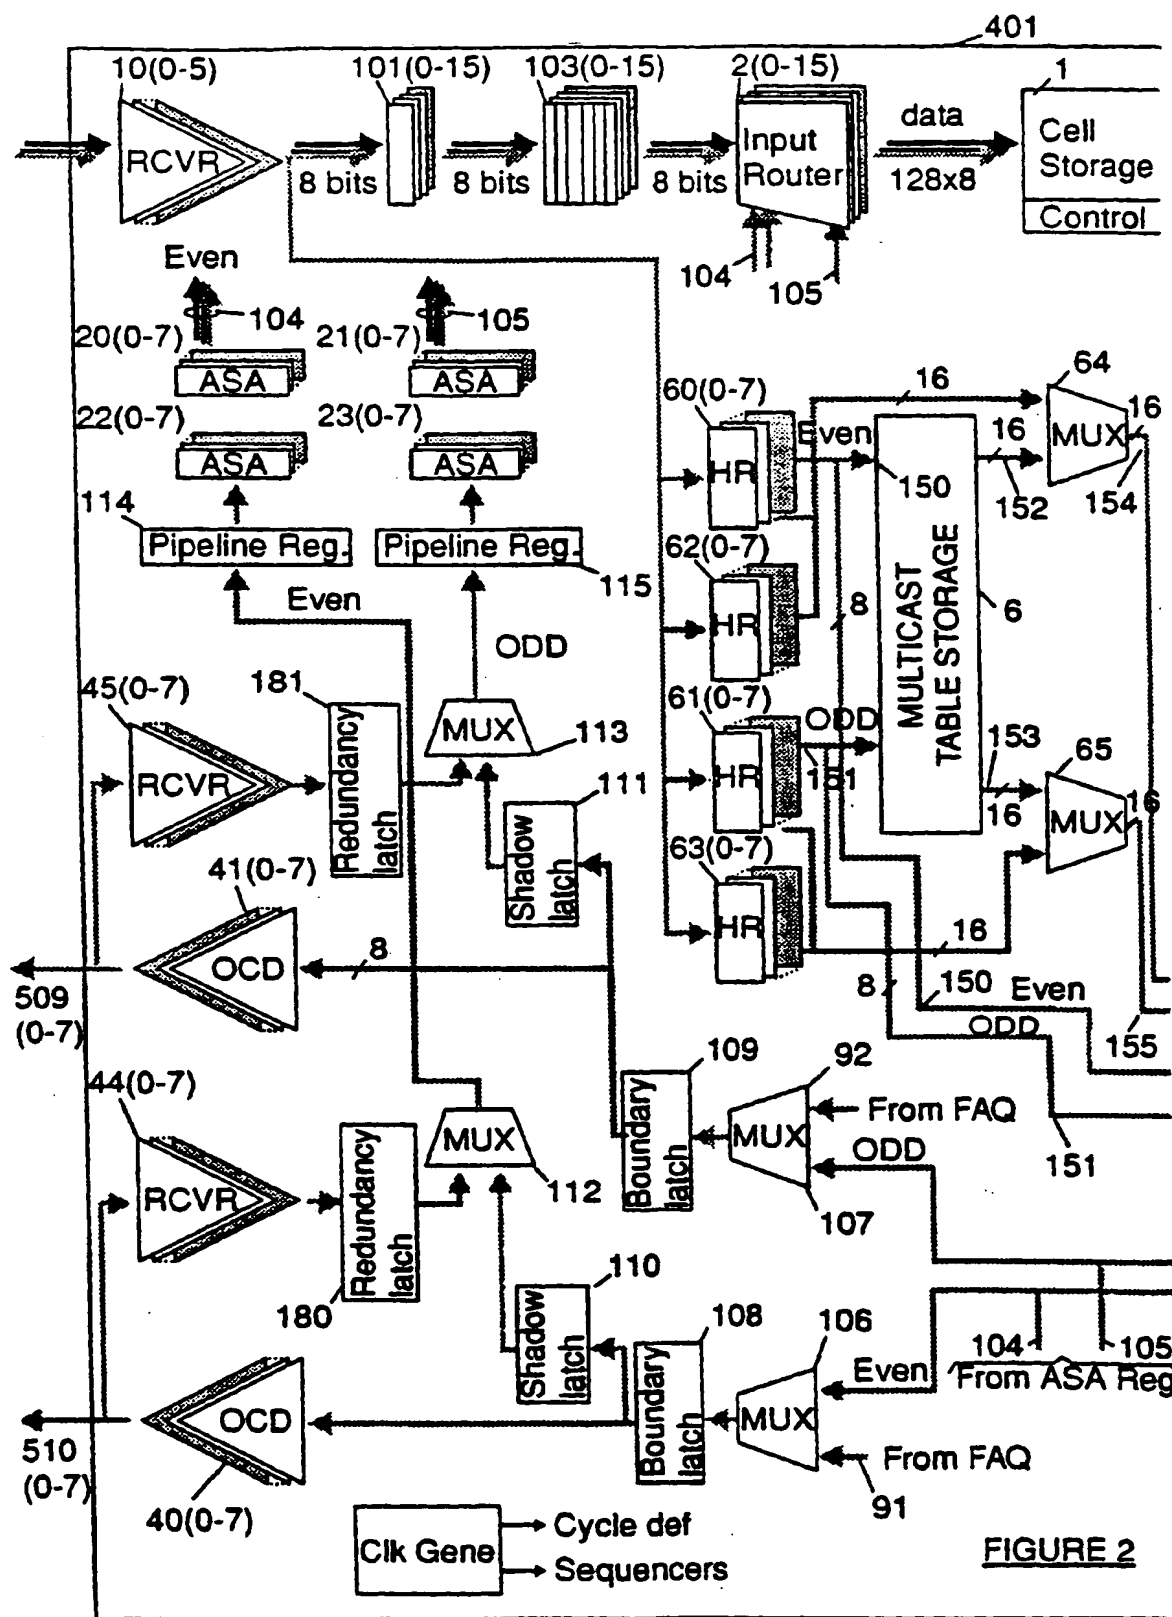 401
10(0-5)
101(0-15)
103(0-15)
2(0-15)
1
RCVR
8 bits
8 bits
8 bits
Input
Router
data
128x8
Cell
Storage
Control
104
105
Even
104
105
20(0-7)
21(0-7)
ASA
ASA
22(0-7)
23(0-7)
ASA
ASA
114
Pipeline Reg.
Pipeline Reg.
115
Even
ODD
60(0-7)
HR
Even
16
64
MUX
16
16
150
152
154
62(0-7)
HR
8
MULTICAST
TABLE STORAGE
6
61(0-7)
HR
ODD
151
153
16
65
MUX
16
63(0-7)
HR
16
8
150
Even
ODD
155
151
45(0-7)
RCVR
181
Redundancy
latch
MUX
113
111
Shadow
latch
41(0-7)
OCD
8
509
(0-7)
44(0-7)
RCVR
Redundancy
latch
180
MUX
112
109
Boundary
latch
92
MUX
From FAQ
ODD
107
110
Shadow
latch
108
Boundary
latch
106
MUX
Even
From FAQ
91
104
105
From ASA Reg
OCD
510
(0-7)
40(0-7)
Clk Gene
Cycle def
Sequencers
FIGURE 2